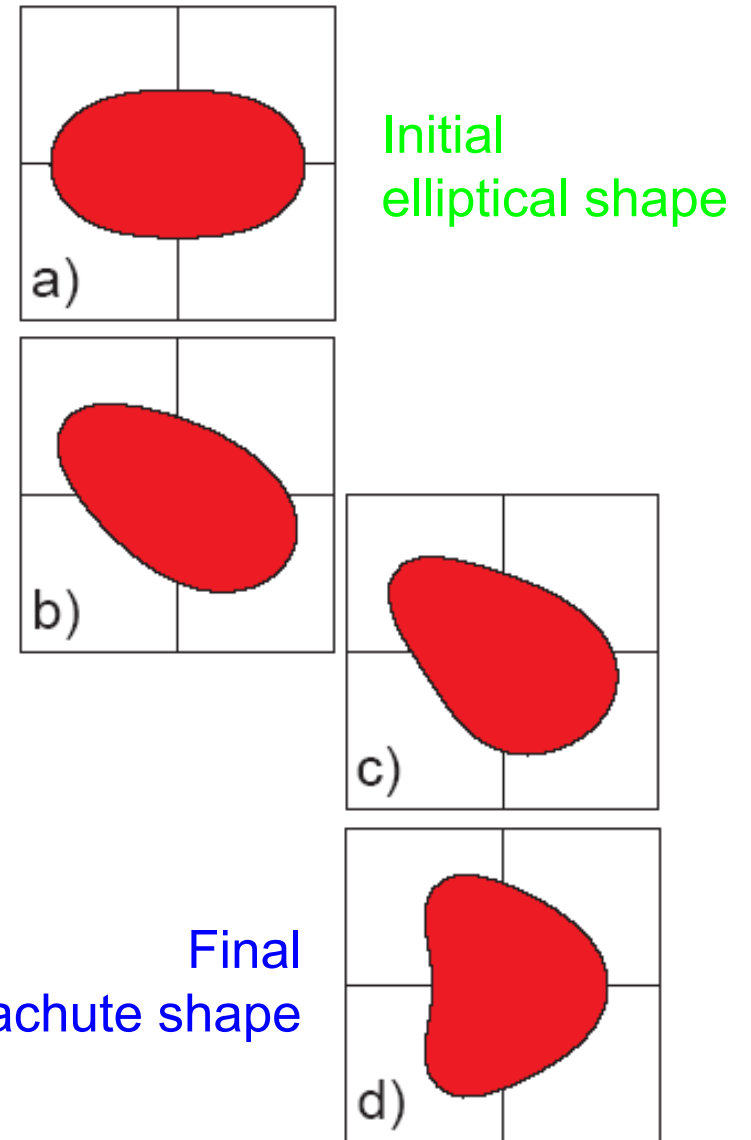 a)
Initial
elliptical shape
b)
c)
Final
achute shape
d)